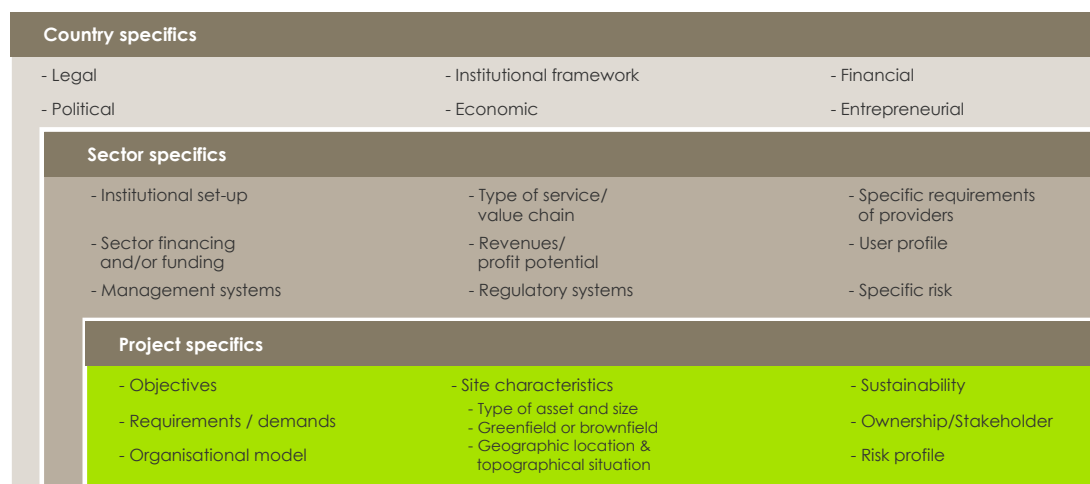 Country specifics
- Legal
- Institutional framework
- Financial
- Political
- Economic
- Entrepreneurial
Sector specifics
- Institutional set-up
- Type of service/
value chain
- Specific requirements
of providers
- Sector financing
and/or funding
- Revenues/
profit potential
- User profile
- Management systems
- Regulatory systems
- Specific risk
Project specifics
- Objectives
- Site characteristics
- Sustainability
- Requirements / demands
- Type of asset and size
- Greenfield or brownfield
- Geographic location &
topographical situation
- Ownership/Stakeholder
- Organisational model
- Risk profile